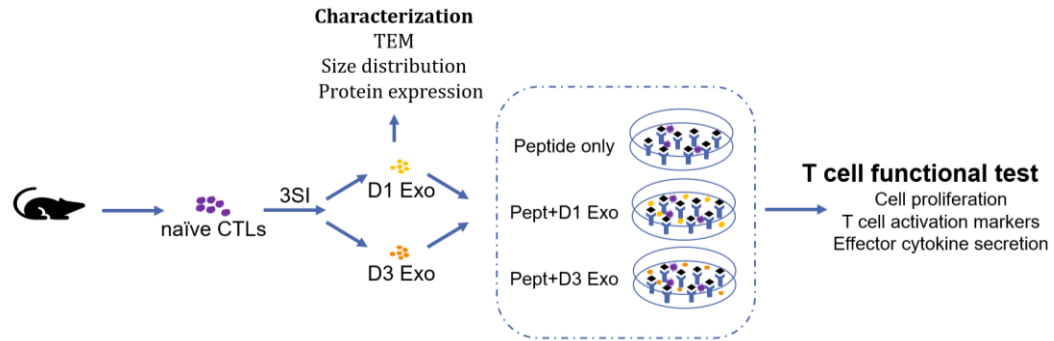 Characterization
TEM
Size distribution
Protein expression
naïve CTLs
3SI
D1 Exo
D3 Exo
Peptide only
Pept+D1 Exo
Pept+D3 Exo
T cell functional test
Cell proliferation
T cell activation markers
Effector cytokine secretion